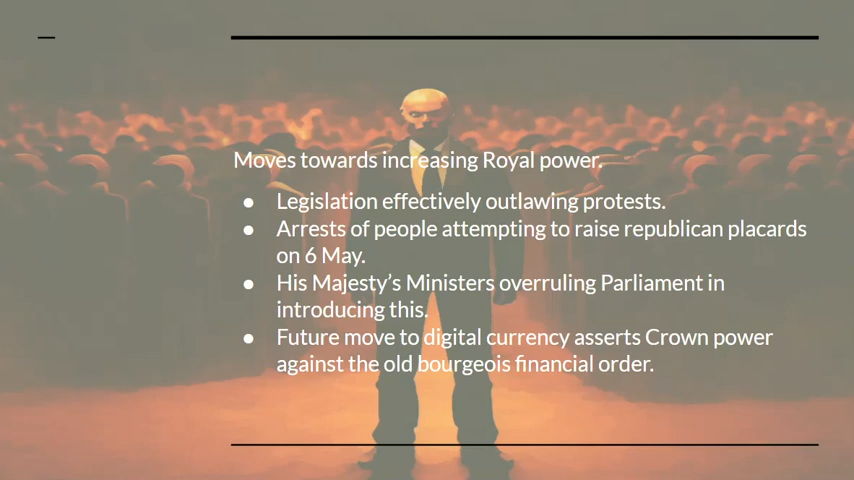 Moves towards increasing Royal power.
● Legislation effectively outlawing protests.
● Arrests of people attempting to raise republican placards
on 6 May.
● His Majesty’s Ministers overruling Parliament in
introducing this.
● Future move to digital currency asserts Crown power
against the old bourgeois financial order.